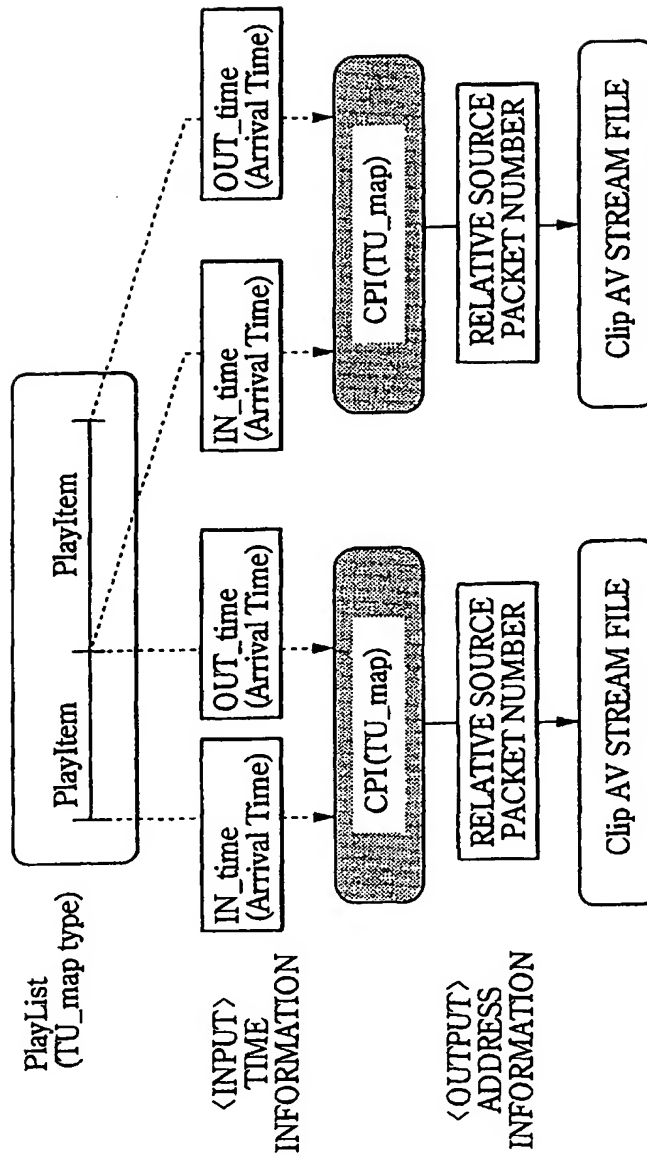 PlayList
(TU_map type)
PlayItem
PlayItem
<INPUT>
TIME
INFORMATION
IN_time
(Arrival Time)
OUT_time
(Arrival Time)
IN_time
(Arrival Time)
OUT_time
(Arrival Time)
CPI(TU_map)
CPI(TU_map)
<OUTPUT>
ADDRESS
INFORMATION
RELATIVE SOURCE
PACKET NUMBER
RELATIVE SOURCE
PACKET NUMBER
Clip AV STREAM FILE
Clip AV STREAM FILE